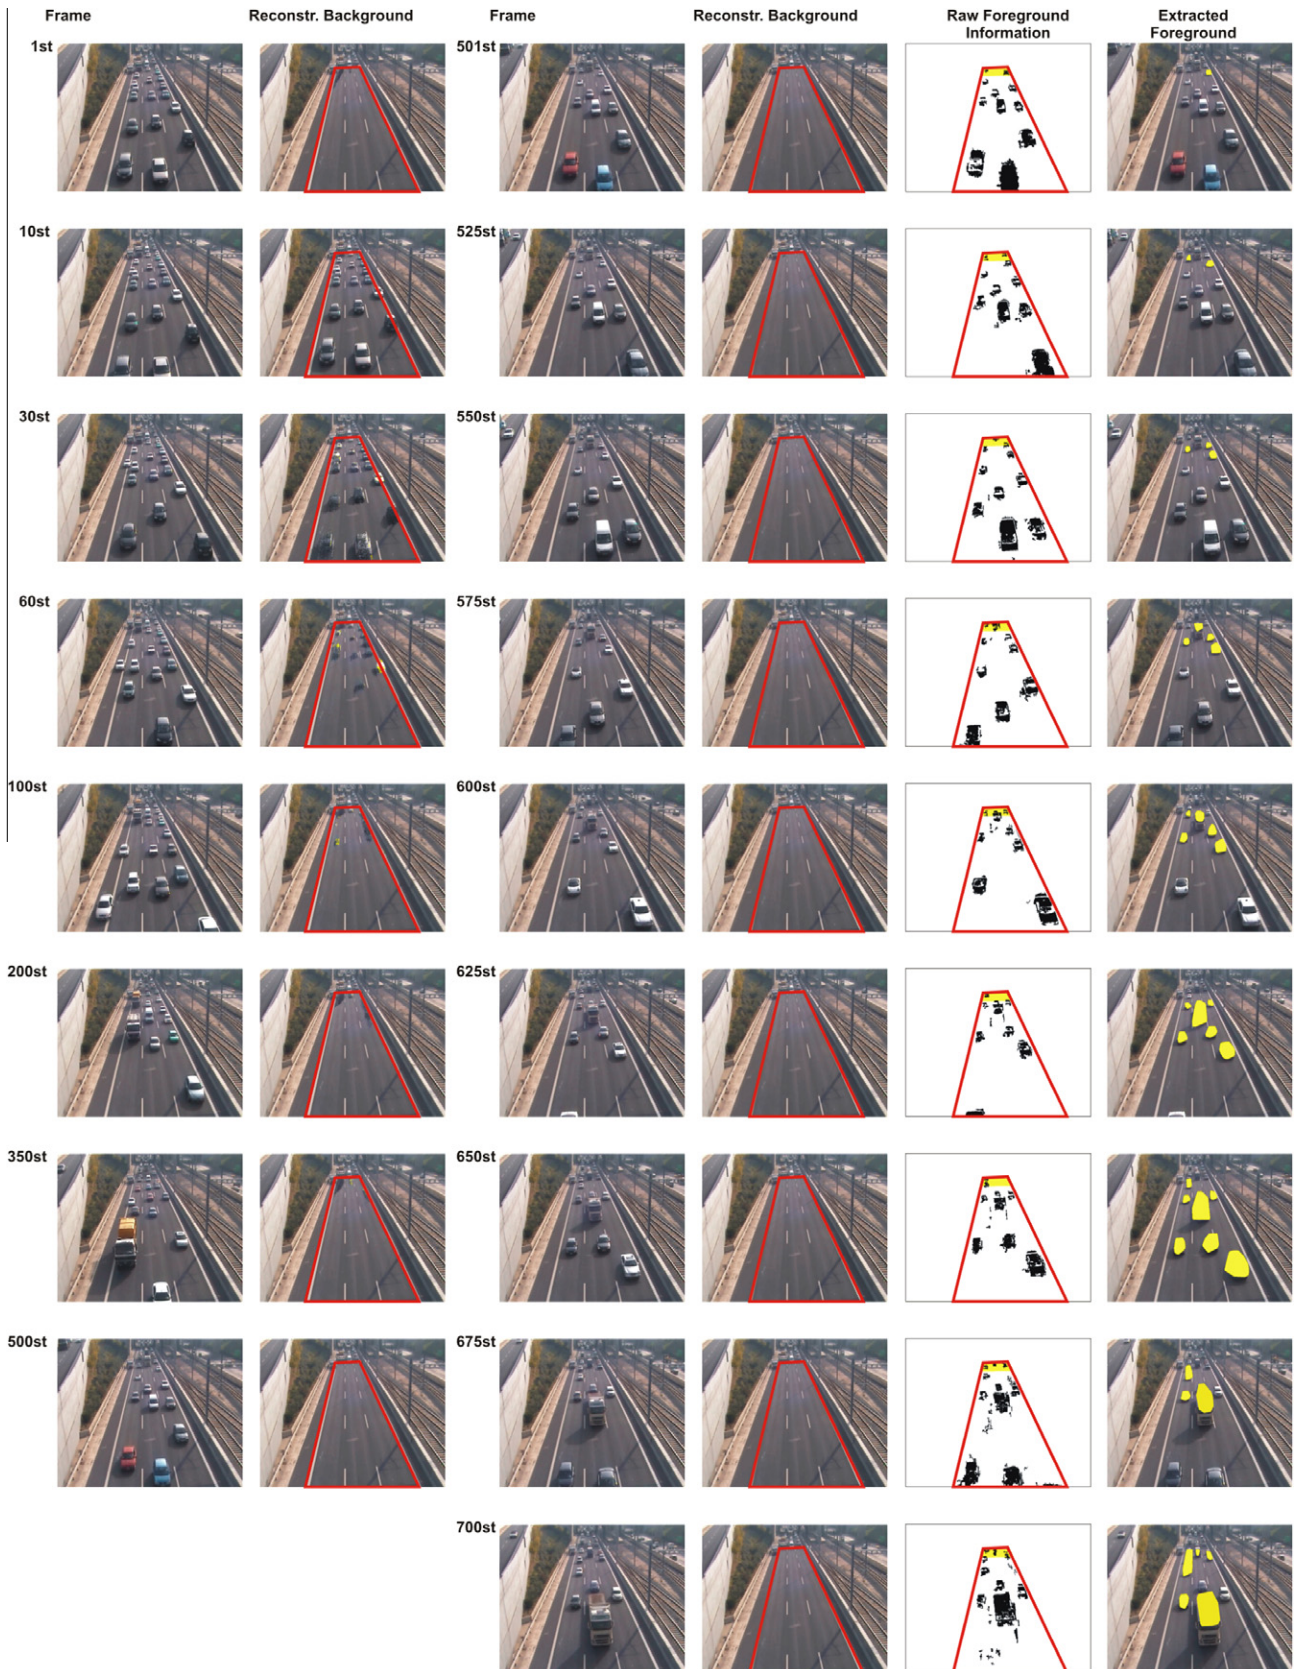 Frame Reconstr. Background Frame Reconstr. Background Raw Foreground Extracted
Information Foreground
1st 501st
10st 525st
30st 550st
60st 575st
100st 600st
200st 625st
350st 650st
500st 675st
700st